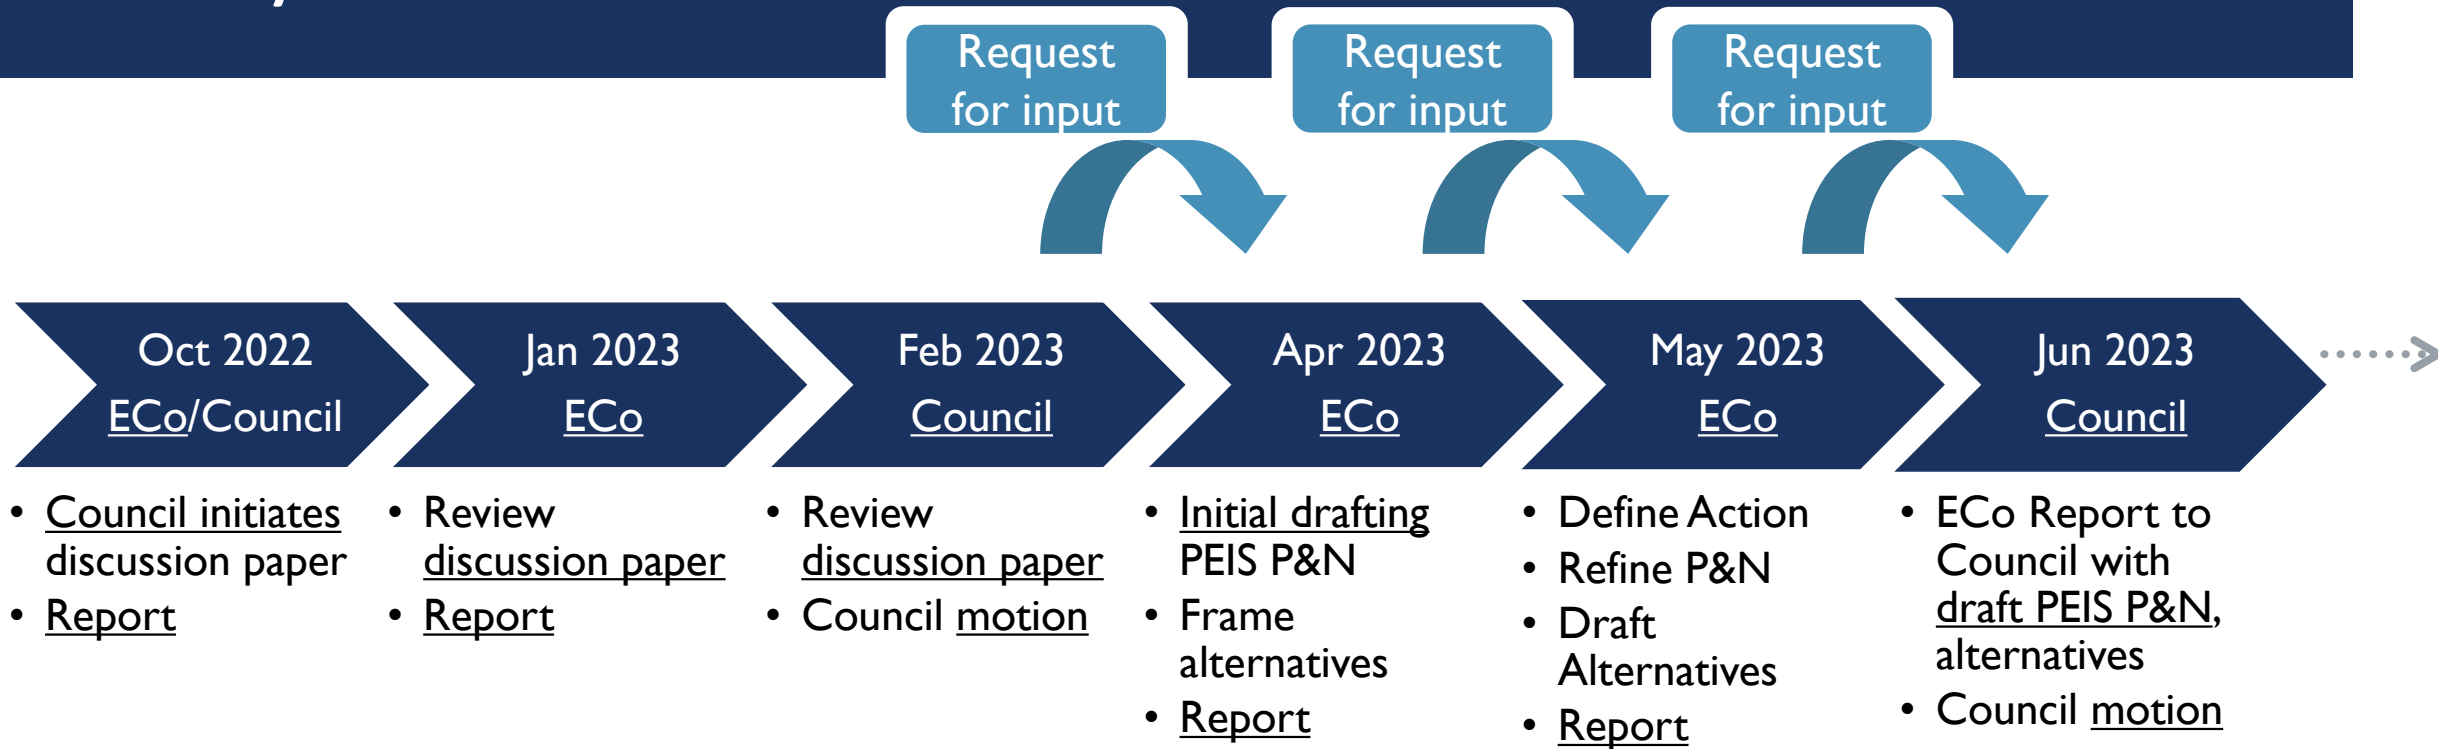 Request
for input
Request
for input
Request
for input
Oct 2022
ECo/Council
Jan 2023
ECo
Feb 2023
Council
Apr 2023
ECo
May 2023
ECo
Jun 2023
Council
• Council initiates
discussion paper
• Report
• Review
discussion paper
• Report
• Review
discussion paper
• Council motion
• Initial drafting
PEIS P&N
• Frame
alternatives
• Report
• Define Action
• Refine P&N
• Draft
Alternatives
• Report
• ECo Report to
Council with
draft PEIS P&N,
alternatives
• Council motion